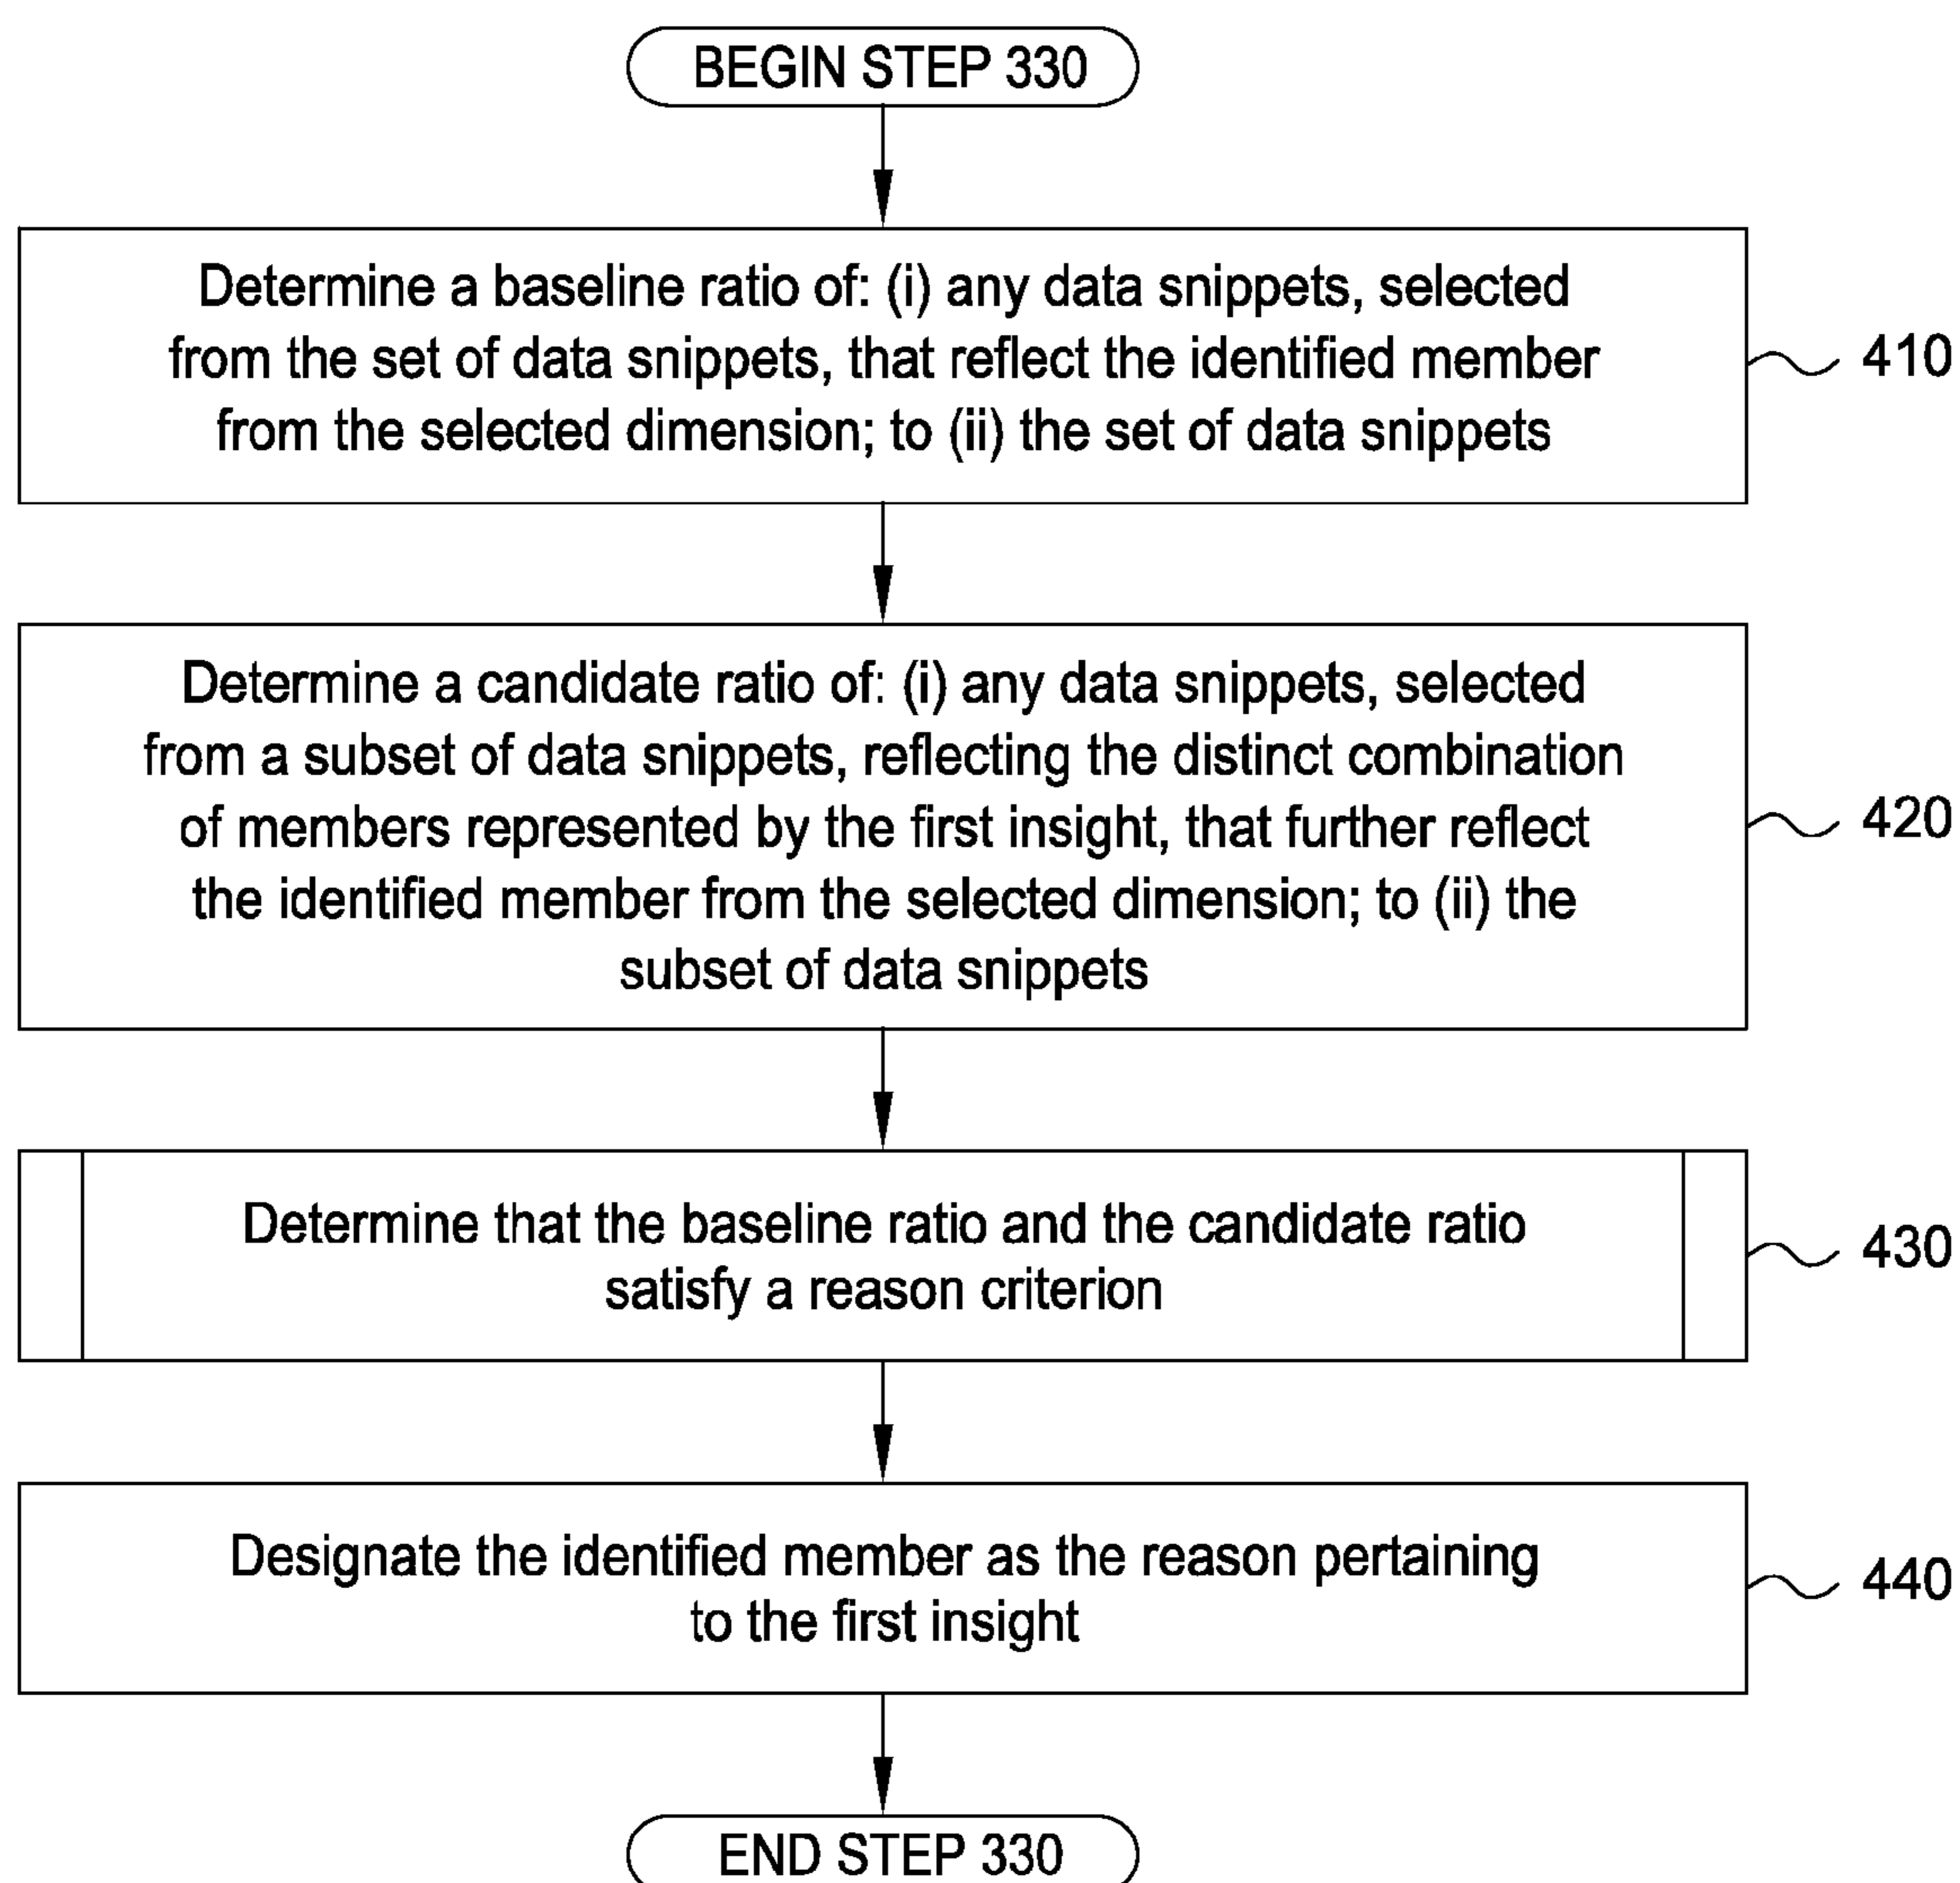 BEGIN STEP 330
Determine a baseline ratio of: (i) any data snippets, selected
from the set of data snippets, that reflect the identified member
from the selected dimension; to (ii) the set of data snippets
410
Determine a candidate ratio of: (i) any data snippets, selected
from a subset of data snippets, reflecting the distinct combination
of members represented by the first insight, that further reflect
the identified member from the selected dimension; to (ii) the
subset of data snippets
420
Determine that the baseline ratio and the candidate ratio
satisfy a reason criterion
430
Designate the identified member as the reason pertaining
to the first insight
440
END STEP 330